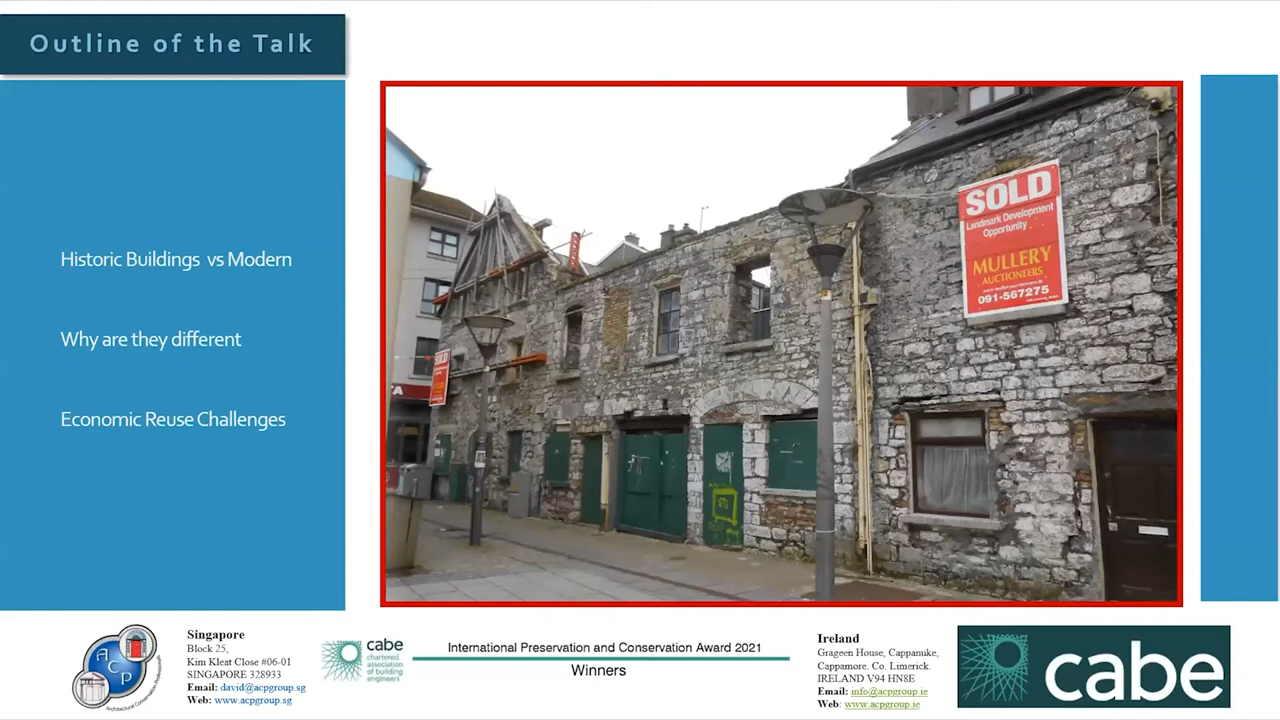 Outline of the Talk
Historic Buildings vs Modern
Why are they different
Economic Reuse Challenges
SOLD
Landmark Development
Opportunity
MULLERY
AUCTIONEERS
091-567275
SOLD
Singapore
Block 25,
Kim Kleat Close #06-01
SINGAPORE 328933
Email: david@acpgroup.sg
Web: www.acpgroup.sg
ACP
cabe
chartered
association of
building
engineers
International Preservation and Conservation Award 2021
Winners
Ireland
Grageen House, Cappanuke,
Cappamore. Co. Limerick.
IRELAND V94 HN8E
Email: info@acpgroup.ie
Web: www.acpgroup.ie
cabe